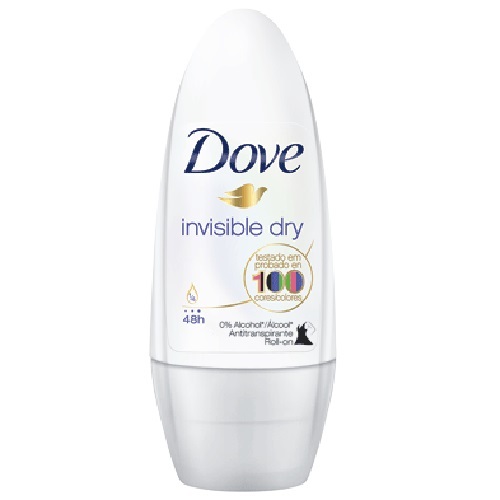 Dove
invisible dry
testado em
probado en
100
cores/colores
48h
0% Alcohol*/Álcool*
Antitranspirante
Roll-on